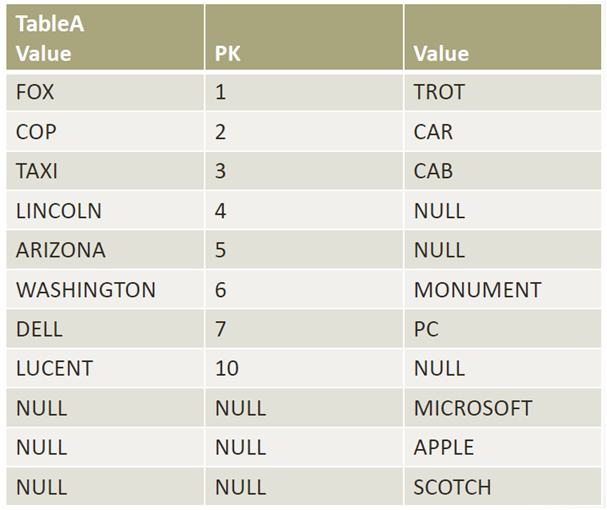 TableA
Value PK Value
FOX 1 TROT
COP 2 CAR
TAXI 3 CAB
LINCOLN 4 NULL
ARIZONA 5 NULL
WASHINGTON 6 MONUMENT
DELL 7 PC
LUCENT 10 NULL
NULL NULL MICROSOFT
NULL NULL APPLE
NULL NULL SCOTCH